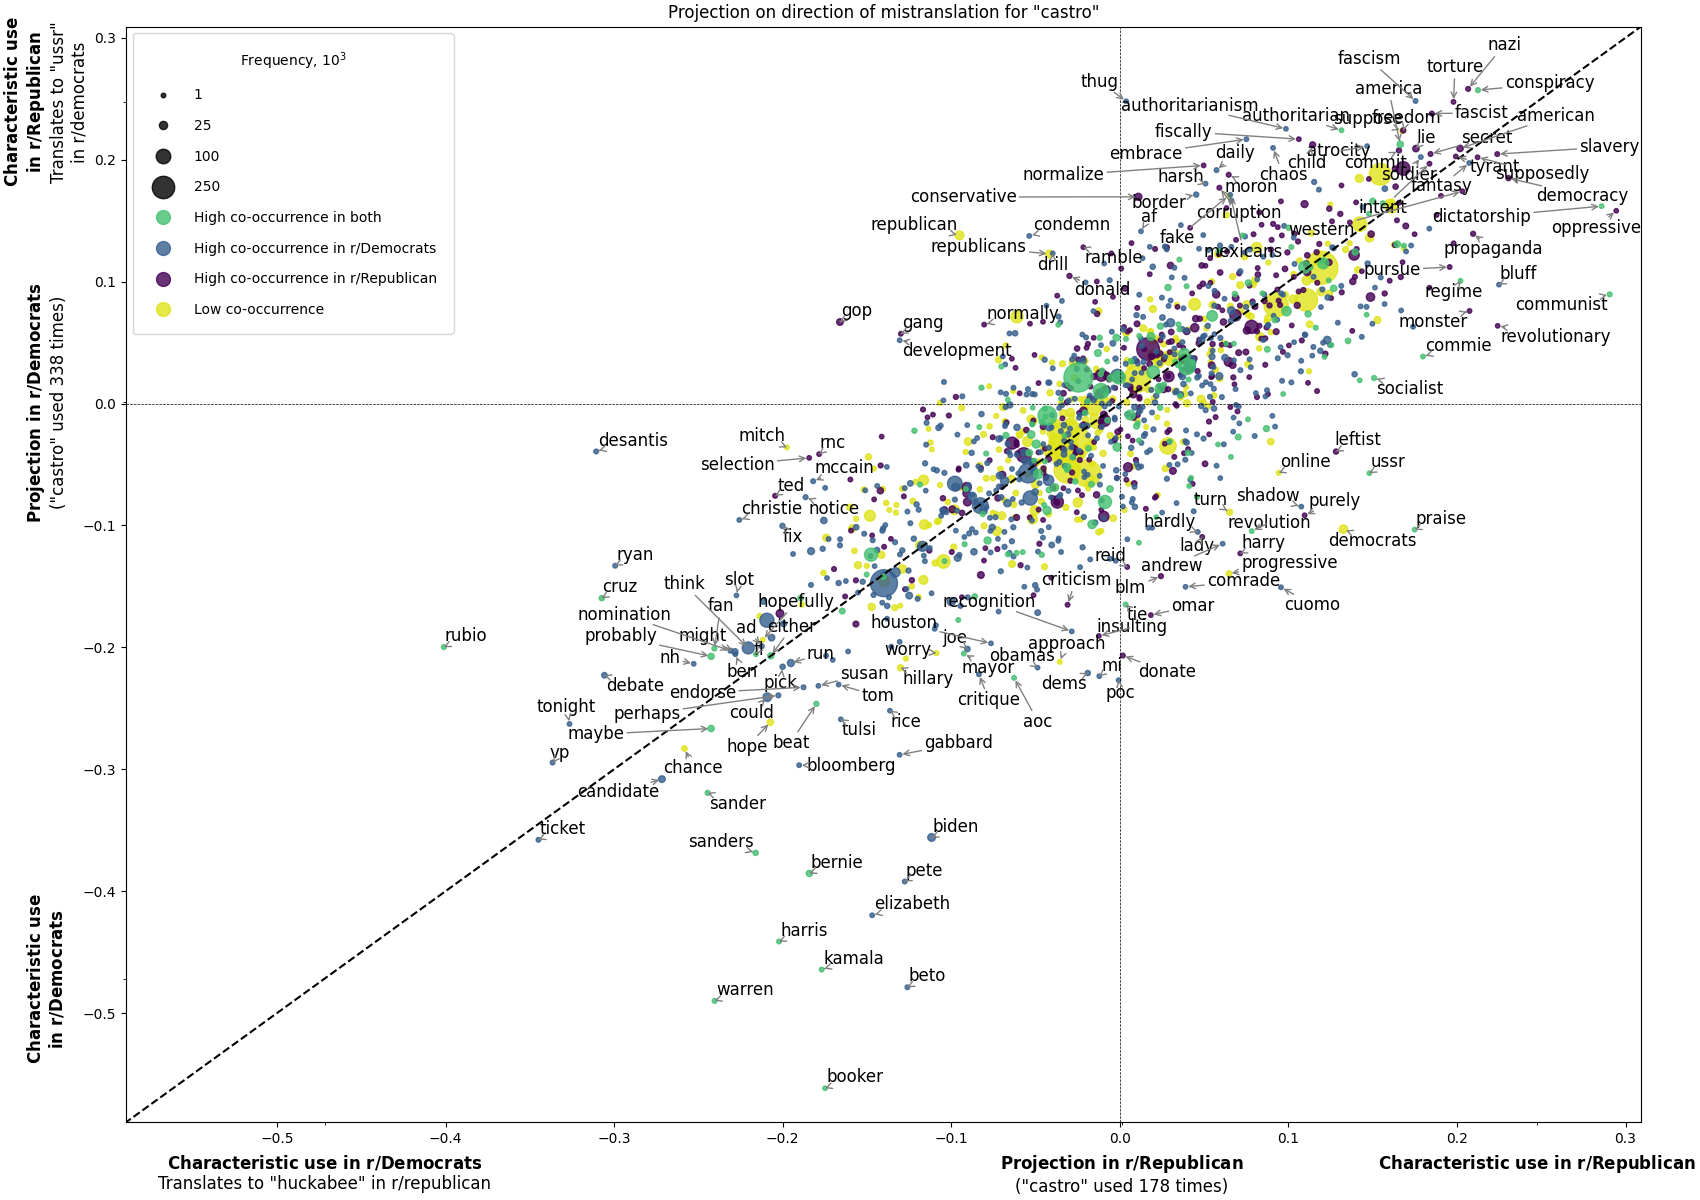 Projection on direction of mistranslation for "castro"
Characteristic use
in r/Republican
Translates to "ussr"
in r/democrats
Projection in r/Democrats
("castro" used 338 times)
Characteristic use
in r/Democrats
0.3
0.2
0.1
0.0
−0.1
−0.2
−0.3
−0.4
−0.5
Frequency, 10³
1
25
100
250
High co-occurrence in both
High co-occurrence in r/Democrats
High co-occurrence in r/Republican
Low co-occurrence
nazi
fascism
torture
thug
conspiracy
america
authoritarianism
authoritarian
suppose
freedom
fascist
american
fiscally
lie
secret
embrace
daily
atrocity
slavery
child
commit
normalize
harsh
chaos
soldier
tyrant
supposedly
moron
fantasy
conservative
border
democracy
af
corruption
intent
dictatorship
republican
condemn
western
oppressive
republicans
fake
mexicans
propaganda
drill
ramble
pursue
bluff
donald
regime
communist
gop
normally
gang
monster
revolutionary
development
commie
socialist
desantis
mitch
rnc
leftist
selection
mccain
online
ussr
ted
turn
shadow
purely
christie
notice
hardly
revolution
praise
fix
lady
harry
democrats
ryan
reid
andrew
progressive
cruz
think
slot
criticism
blm
comrade
nomination
fan
hopefully
recognition
tie
omar
cuomo
rubio
probably
might
ad
either
houston
insulting
joe
approach
nh
fl
run
worry
obamas
ben
mayor
mi
donate
debate
pick
susan
hillary
dems
endorse
tom
critique
poc
tonight
perhaps
could
rice
aoc
maybe
tulsi
hope
beat
gabbard
vp
chance
bloomberg
candidate
sander
ticket
biden
sanders
bernie
pete
elizabeth
harris
kamala
beto
warren
booker
−0.5
−0.4
−0.3
−0.2
−0.1
0.0
0.1
0.2
0.3
Characteristic use in r/Democrats
Translates to "huckabee" in r/republican
Projection in r/Republican
("castro" used 178 times)
Characteristic use in r/Republican